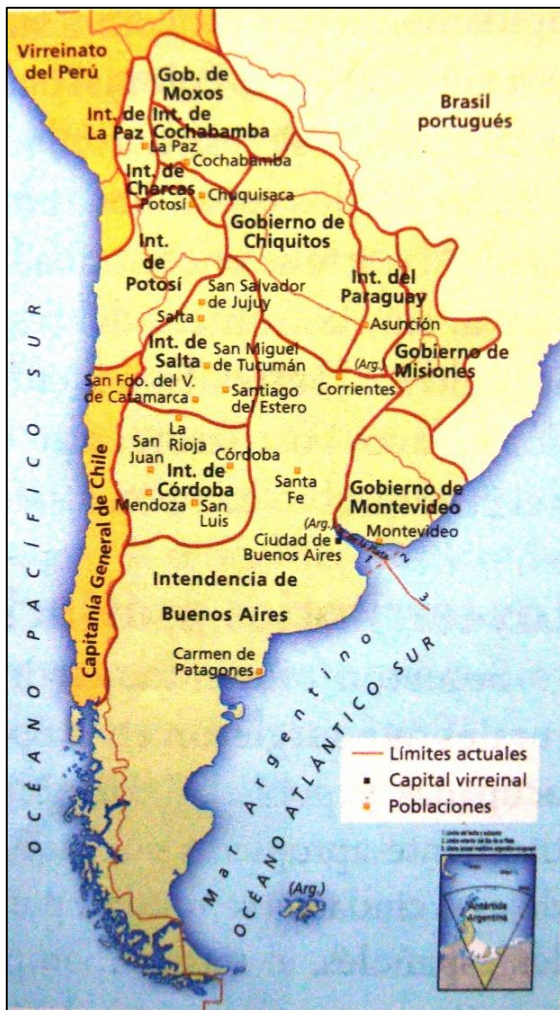 Virreinato
del Perú
Gob. de
Moxos
Brasil
portugués
Int. de
La Paz
Int. de
Cochabamba
La Paz
Cochabamba
Int. de
Charcas
Chuquisaca
Potosí
Gobierno de
Chiquitos
Int.
de
Potosí
Int. del
Paraguay
San Salvador
de Jujuy
Salta
Asunción
Int. de
Salta
San Miguel
de Tucumán
(Arg.)
Gobierno de
Misiones
San Fdo. del V.
de Catamarca
Santiago
del Estero
Corrientes
La
Rioja
San
Juan
Córdoba
Int. de
Córdoba
Santa
Fe
Mendoza
San
Luis
Gobierno de
Montevideo
(Arg.)
Montevideo
Ciudad de
Buenos Aires
1
2
3
Intendencia de
Buenos Aires
Capitanía General de Chile
Carmen de
Patagones
OCÉANO PACÍFICO SUR
Mar Argentino
OCÉANO ATLÁNTICO SUR
(Arg.)
Límites actuales
Capital virreinal
Poblaciones
Antártida
Argentina